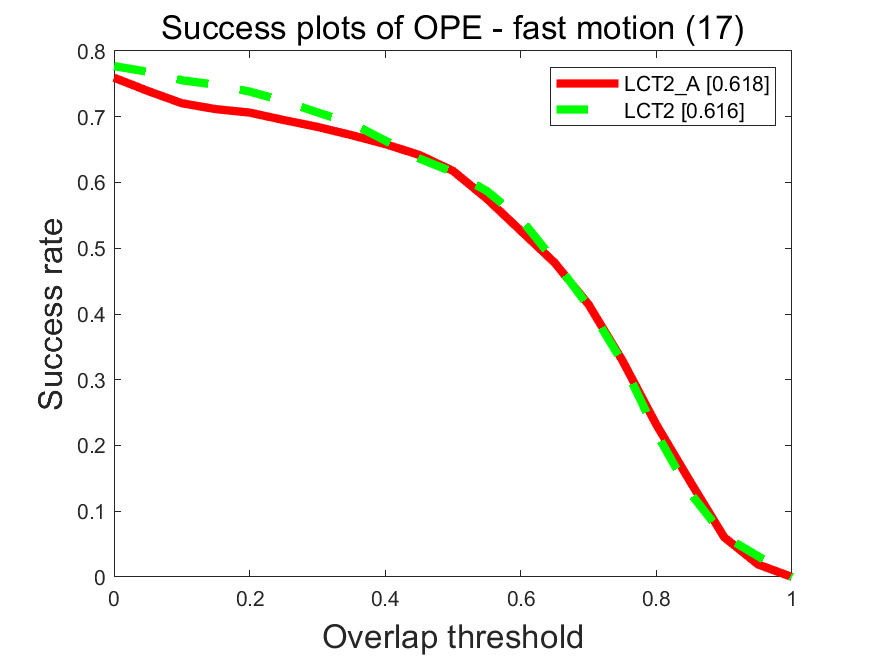 Success plots of OPE - fast motion (17)
LCT2_A [0.618]
LCT2 [0.616]
Success rate
0.8
0.7
0.6
0.5
0.4
0.3
0.2
0.1
0
0 0.2 0.4 0.6 0.8 1
Overlap threshold